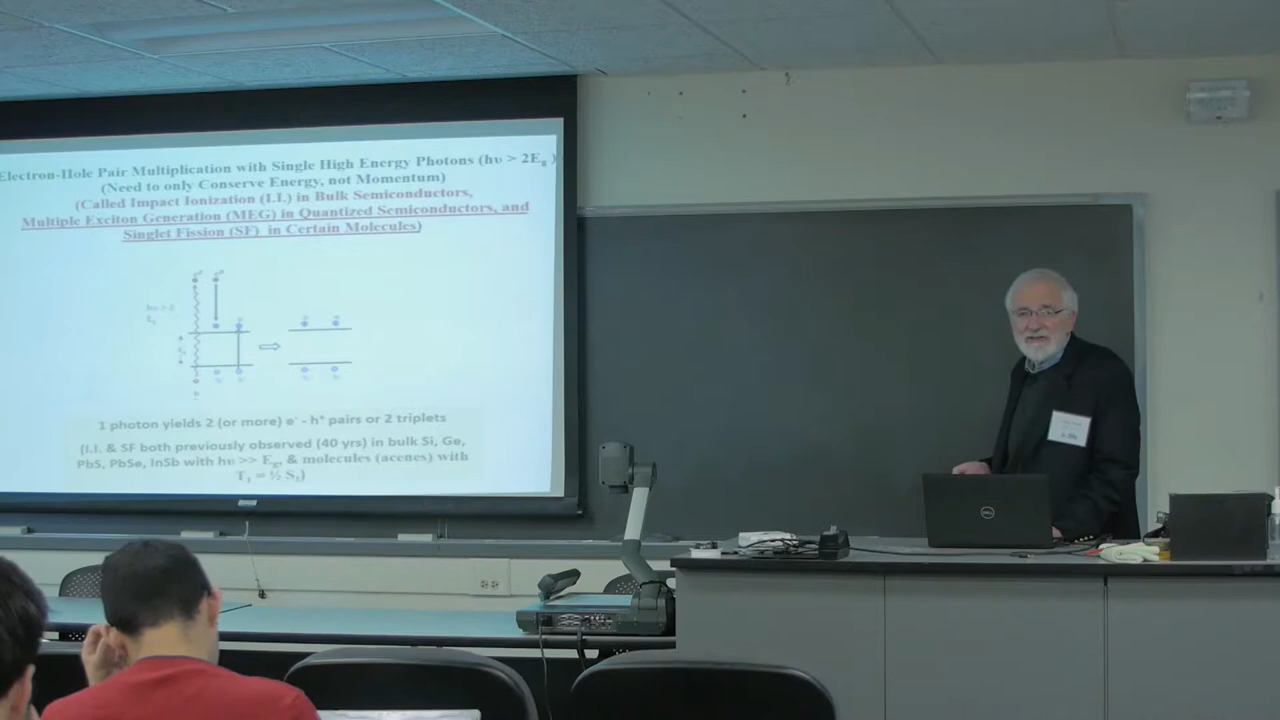 Electron-Hole Pair Multiplication with Single High Energy Photons (hυ > 2Eg )
(Need to only Conserve Energy, not Momentum)
(Called Impact Ionization (I.I.) in Bulk Semiconductors,
Multiple Exciton Generation (MEG) in Quantized Semiconductors, and
Singlet Fission (SF) in Certain Molecules)
1 photon yields 2 (or more) e⁻ - h⁺ pairs or 2 triplets
(I.I. & SF both previously observed (40 yrs) in bulk Si, Ge,
PbS, PbSe, InSb with hυ >> Eg, & molecules (acenes) with
T₁ = ½ S₁)
DELL